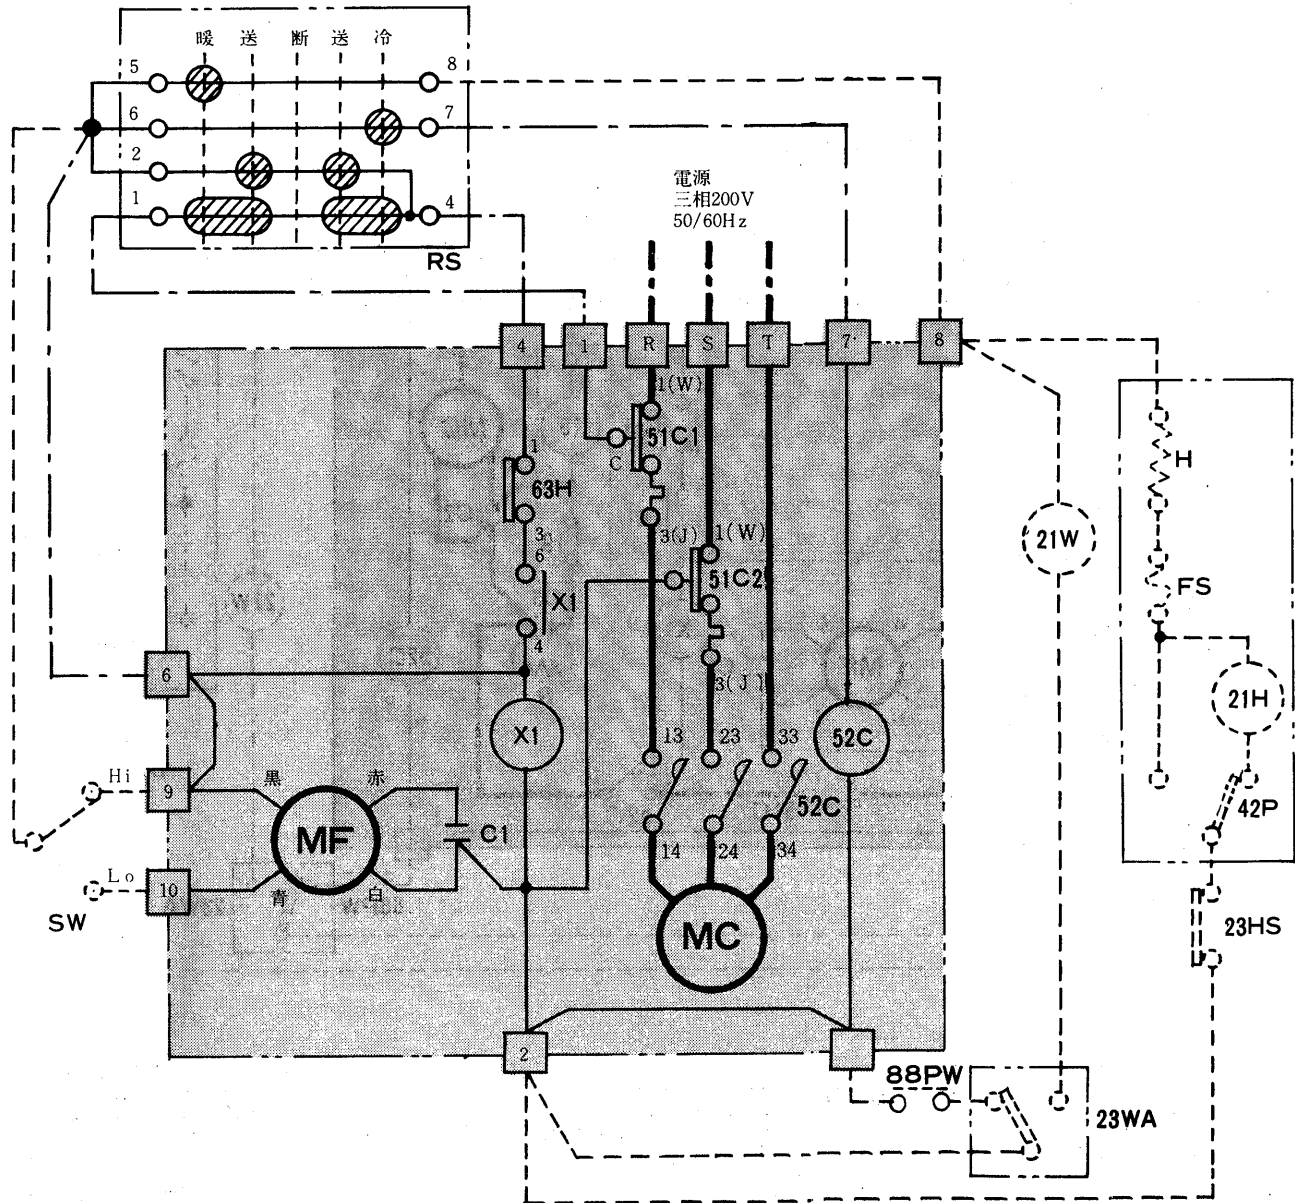 暖 送 断 送 冷
5 8
6 7
2
1 4
RS
電源
三相200V
50/60Hz
4 1 R S T 7 8
1(W)
51C1
C
1
63H
3
3(J)
1(W)
51C2
6
X1
4
3(J)
6
X1
13 23 33
52C
52C
14 24 34
Hi
9
黒 赤
MF
C1
Lo
10
青 白
SW
MC
2
H
21W
FS
21H
42P
23HS
88PW
23WA